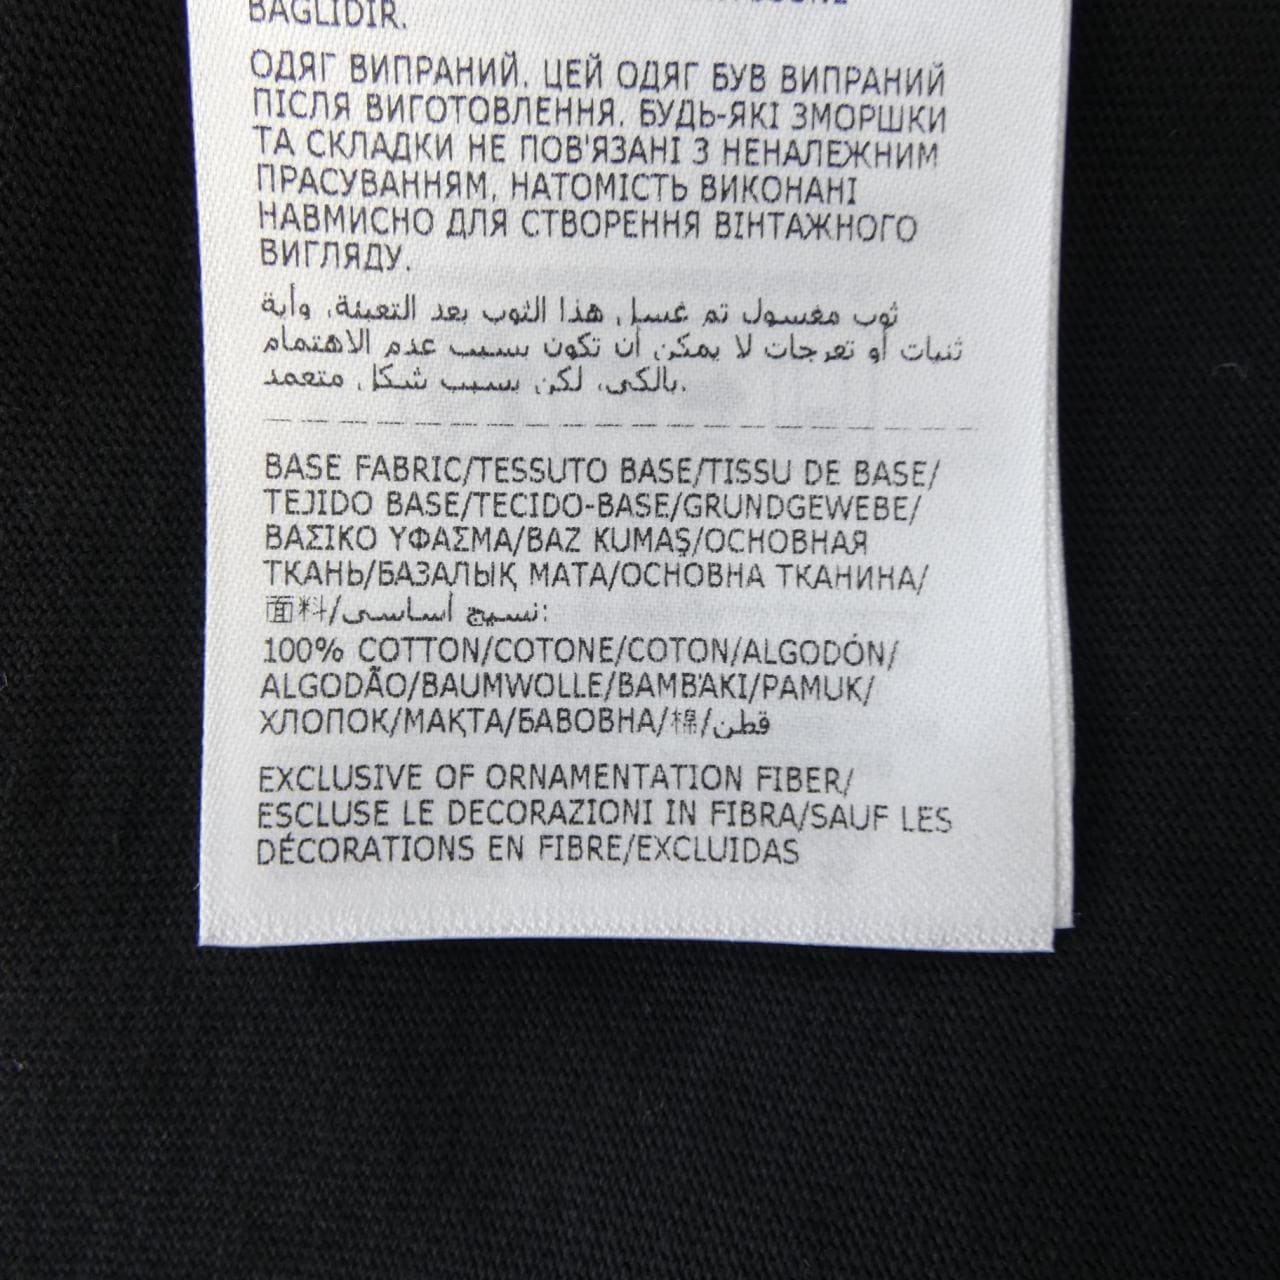 BAĞLIDIR.
ОДЯГ ВИПРАНИЙ. ЦЕЙ ОДЯГ БУВ ВИПРАНИЙ
ПІСЛЯ ВИГОТОВЛЕННЯ. БУДЬ-ЯКІ ЗМОРШКИ
ТА СКЛАДКИ НЕ ПОВ'ЯЗАНІ З НЕНАЛЕЖНИМ
ПРАСУВАННЯМ, НАТОМІСТЬ ВИКОНАНІ
НАВМИСНО ДЛЯ СТВОРЕННЯ ВІНТАЖНОГО
ВИГЛЯДУ.
ثوب مغسول تم غسل هذا الثوب بعد التعبئة، وأية
ثنيات أو تعرجات لا يمكن أن تكون بسبب عدم الاهتمام
بالكي، لكن بسبب شكل متعمد.
BASE FABRIC/TESSUTO BASE/TISSU DE BASE/
TEJIDO BASE/TECIDO-BASE/GRUNDGEWEBE/
ΒΑΣΙΚΟ ΥΦΑΣΜΑ/BAZ KUMAŞ/ОСНОВНАЯ
ТКАНЬ/БАЗАЛЫҚ МАТА/ОСНОВНА ТКАНИНА/
面料/نسيج أساسى:
100% COTTON/COTONE/COTON/ALGODÓN/
ALGODÃO/BAUMWOLLE/ΒΑΜΒΆΚΙ/PAMUK/
ХЛОПОК/МАҚТА/БАВОВНА/棉/قطن
EXCLUSIVE OF ORNAMENTATION FIBER/
ESCLUSE LE DECORAZIONI IN FIBRA/SAUF LES
DÉCORATIONS EN FIBRE/EXCLUIDAS